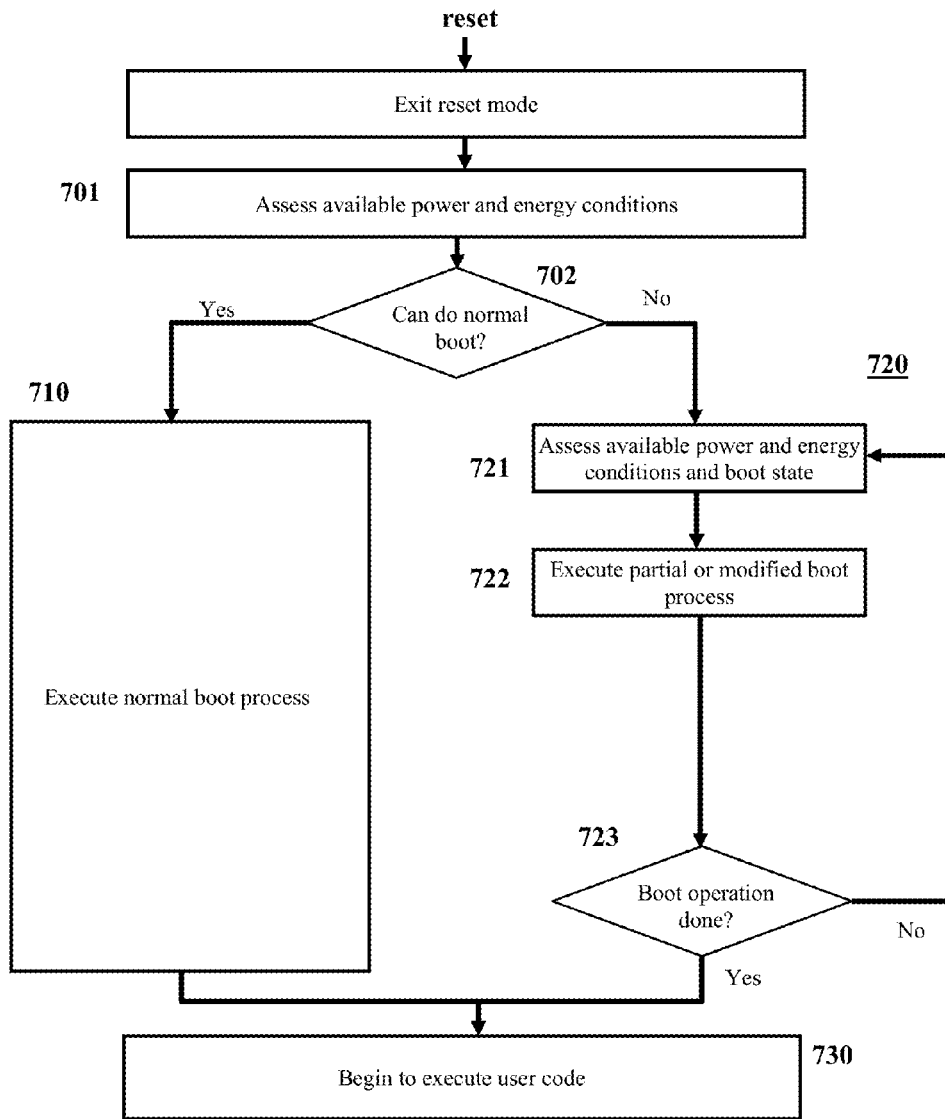 reset
Exit reset mode
701
Assess available power and energy conditions
702
Yes
Can do normal
boot?
No
720
710
Assess available power and energy
conditions and boot state
721
Execute partial or modified boot
process
722
Execute normal boot process
723
Boot operation
done?
No
Yes
730
Begin to execute user code